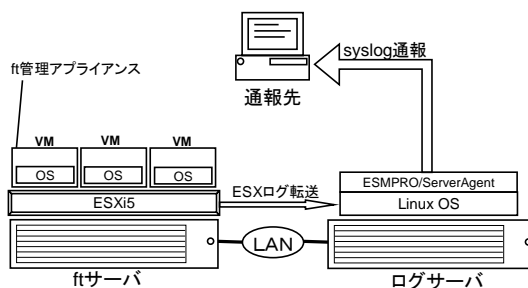 syslog通報
ft管理アプライアンス
通報先
VM
VM
VM
OS
OS
OS
ESXi5
ESXログ転送
ESMPRO/ServerAgent
Linux OS
LAN
ftサーバ
ログサーバ